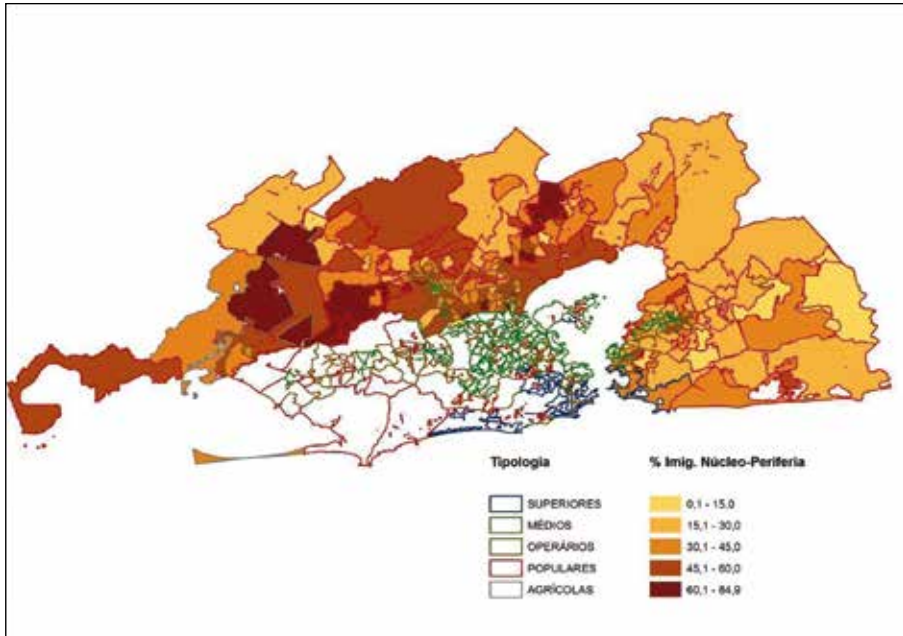 Tipologia
SUPERIORES
MÉDIOS
OPERÁRIOS
POPULARES
AGRÍCOLAS
% Imig. Núcleo-Periferia
0,1 - 15,0
15,1 - 30,0
30,1 - 45,0
45,1 - 60,0
60,1 - 84,9